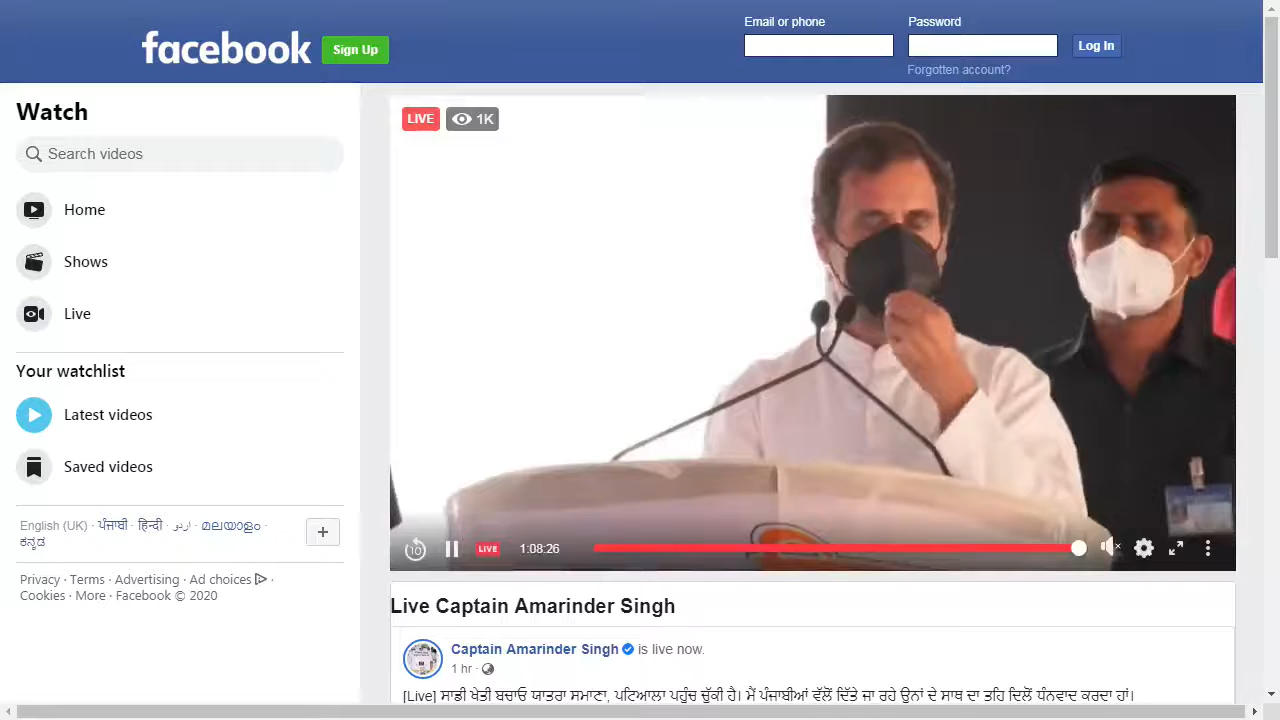 Email or phone Password
facebook Sign Up Log In
Forgotten account?
Watch
LIVE 1K
Search videos
Home
Shows
Live
Your watchlist
Latest videos
Saved videos
English (UK) · ਪੰਜਾਬੀ · हिन्दी · اردو · മലയാളം ·
ಕನ್ನಡ
+
Privacy · Terms · Advertising · Ad choices ·
Cookies · More · Facebook © 2020
10 LIVE 1:08:26
Live Captain Amarinder Singh
Captain Amarinder Singh is live now.
1 hr ·
[Live] ਸਾਡੀ ਖੇਤੀ ਬਚਾਓ ਯਾਤਰਾ ਸਮਾਣਾ, ਪਟਿਆਲਾ ਪਹੁੰਚ ਚੁੱਕੀ ਹੈ। ਮੈਂ ਪੰਜਾਬੀਆਂ ਵੱਲੋਂ ਦਿੱਤੇ ਜਾ ਰਹੇ ਉਨਾਂ ਦੇ ਸਾਥ ਦਾ ਤਹਿ ਦਿਲੋਂ ਧੰਨਵਾਦ ਕਰਦਾ ਹਾਂ।